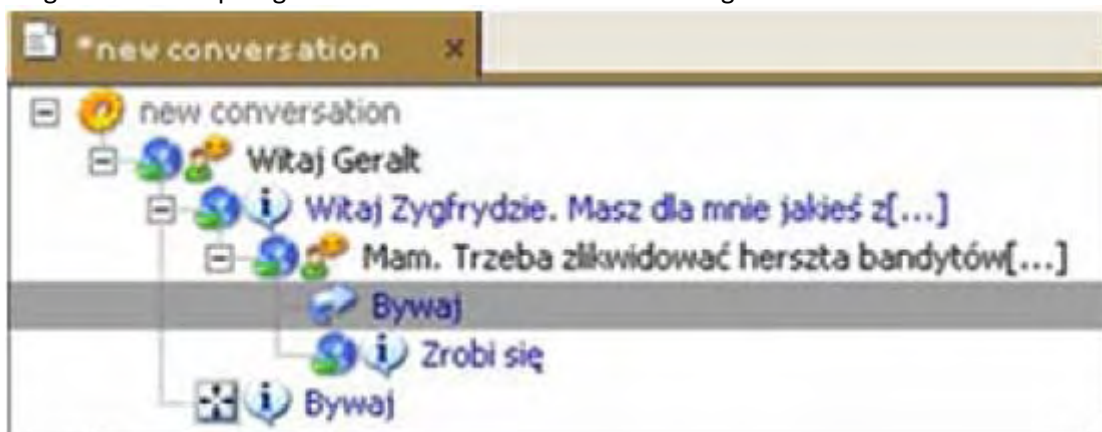 *new conversation
new conversation
Witaj Geralt
Witaj Zygfrydzie. Masz dla mnie jakieś z[...]
Mam. Trzeba zlikwidować herszta bandytów[...]
Bywaj
Zrobi się
Bywaj